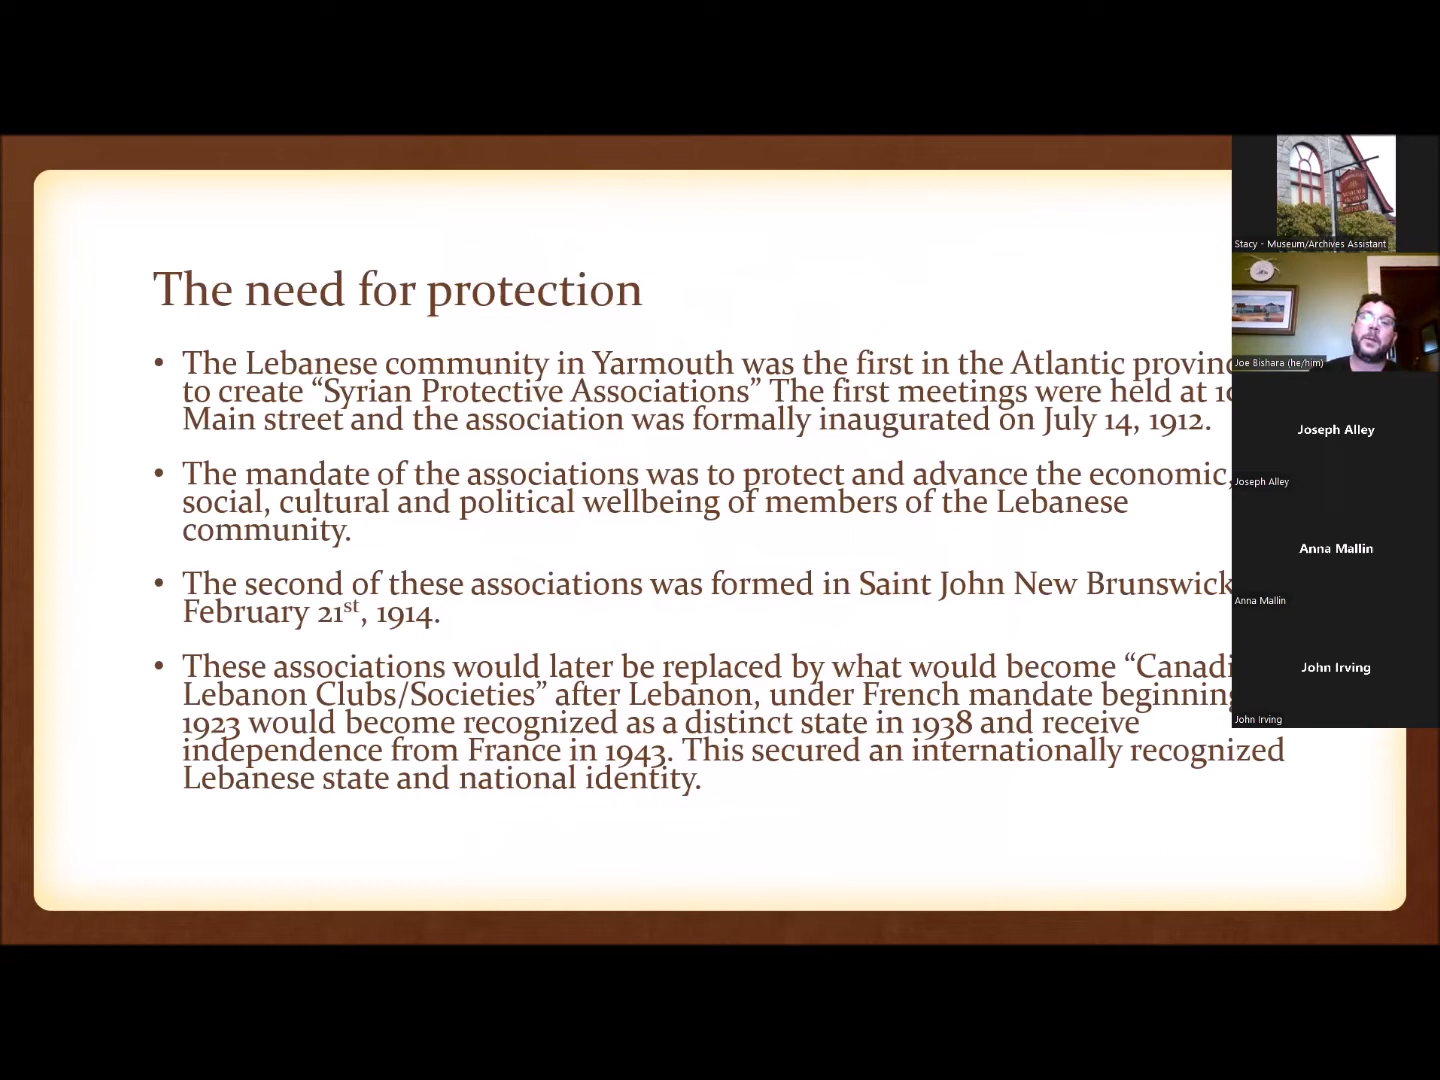 The need for protection
• The Lebanese community in Yarmouth was the first in the Atlantic
to create “Syrian Protective Associations” The first meetings were held at
Main street and the association was formally inaugurated on July 14, 1912.
• The mandate of the associations was to protect and advance the economic,
social, cultural and political wellbeing of members of the Lebanese
community.
• The second of these associations was formed in Saint John New Brunswick
February 21st, 1914.
• These associations would later be replaced by what would become
Lebanon Clubs/Societies” after Lebanon, under French mandate beginning
1923 would become recognized as a distinct state in 1938 and receive
independence from France in 1943. This secured an internationally recognized
Lebanese state and national identity.
Stacy - Museum/Archives Assistant
Joe Bishara (he/him)
Joseph Alley
Joseph Alley
Anna Mallin
Anna Mallin
John Irving
John Irving